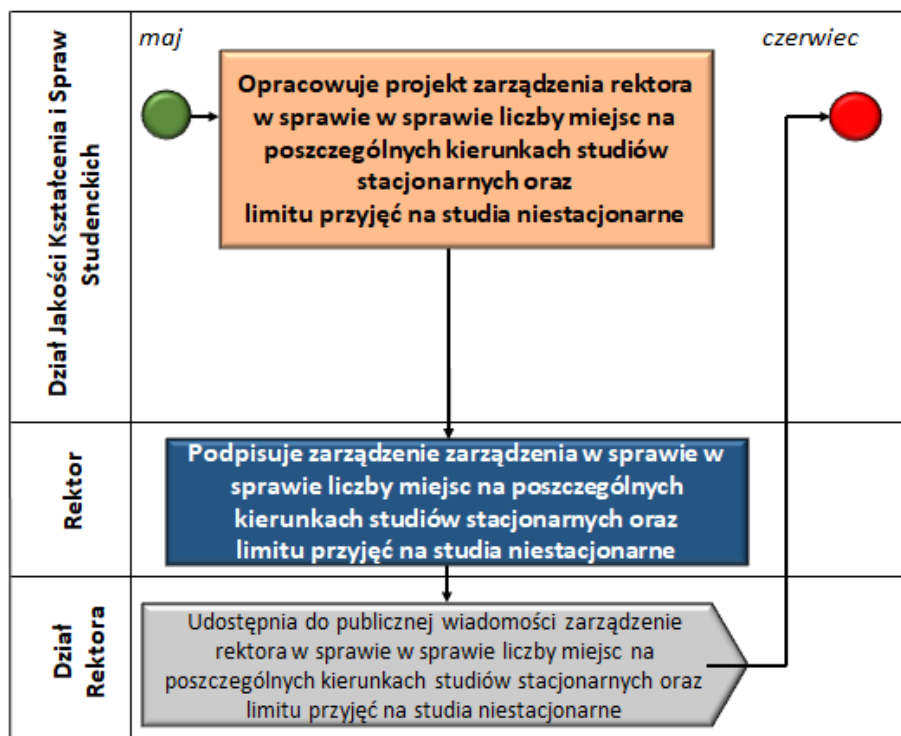 maj
czerwiec
Dział Jakości Kształcenia i Spraw
Studenckich
Opracowuje projekt zarządzenia rektora
w sprawie w sprawie liczby miejsc na
poszczególnych kierunkach studiów
stacjonarnych oraz
limitu przyjęć na studia niestacjonarne
Rektor
Podpisuje zarządzenie zarządzenia w sprawie w
sprawie liczby miejsc na poszczególnych
kierunkach studiów stacjonarnych oraz
limitu przyjęć na studia niestacjonarne
Dział
Rektora
Udostępnia do publicznej wiadomości zarządzenie
rektora w sprawie w sprawie liczby miejsc na
poszczególnych kierunkach studiów stacjonarnych oraz
limitu przyjęć na studia niestacjonarne